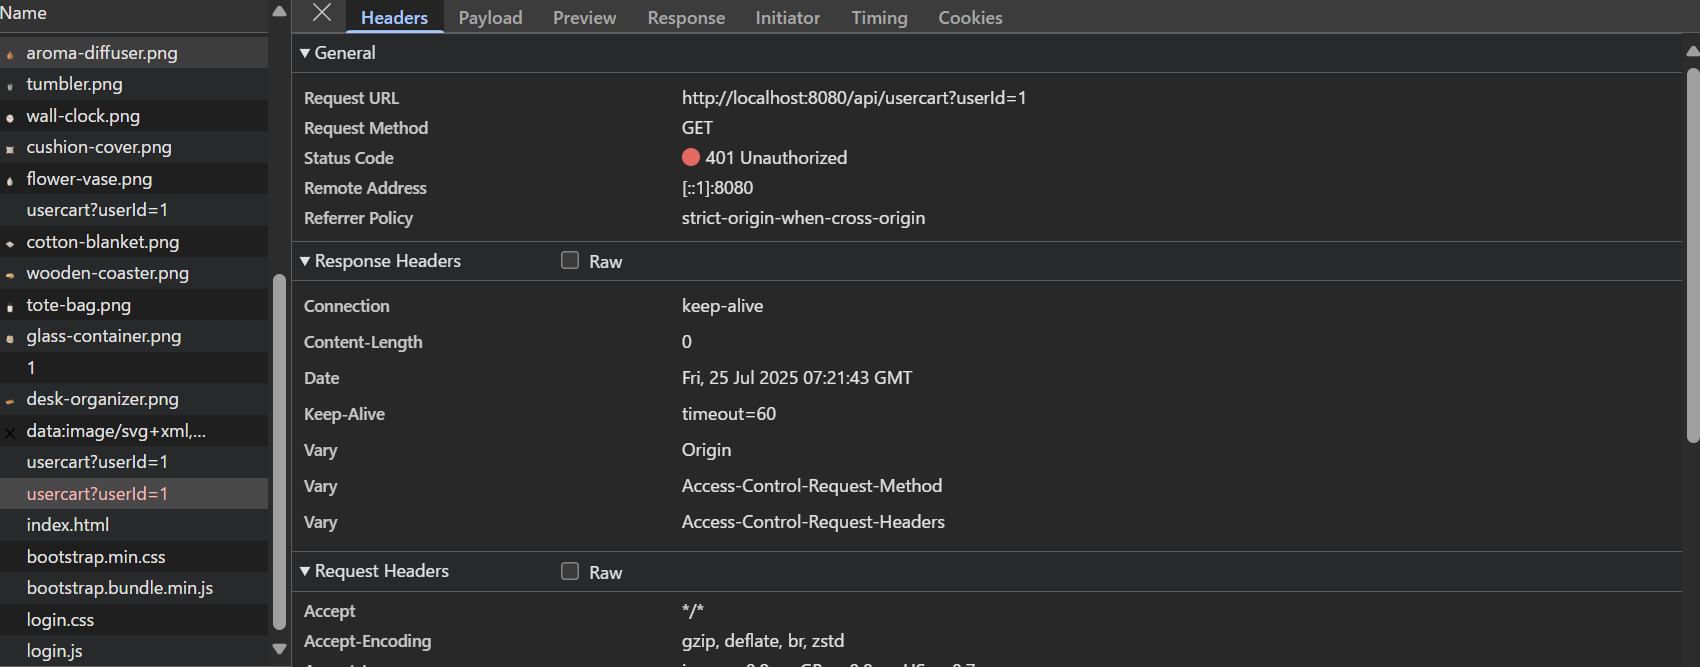 Name
aroma-diffuser.png
tumbler.png
wall-clock.png
cushion-cover.png
flower-vase.png
usercart?userId=1
cotton-blanket.png
wooden-coaster.png
tote-bag.png
glass-container.png
1
desk-organizer.png
data:image/svg+xml,...
usercart?userId=1
usercart?userId=1
index.html
bootstrap.min.css
bootstrap.bundle.min.js
login.css
login.js
Headers Payload Preview Response Initiator Timing Cookies
General
Request URL http://localhost:8080/api/usercart?userId=1
Request Method GET
Status Code 401 Unauthorized
Remote Address [::1]:8080
Referrer Policy strict-origin-when-cross-origin
Response Headers Raw
Connection keep-alive
Content-Length 0
Date Fri, 25 Jul 2025 07:21:43 GMT
Keep-Alive timeout=60
Vary Origin
Vary Access-Control-Request-Method
Vary Access-Control-Request-Headers
Request Headers Raw
Accept */*
Accept-Encoding gzip, deflate, br, zstd